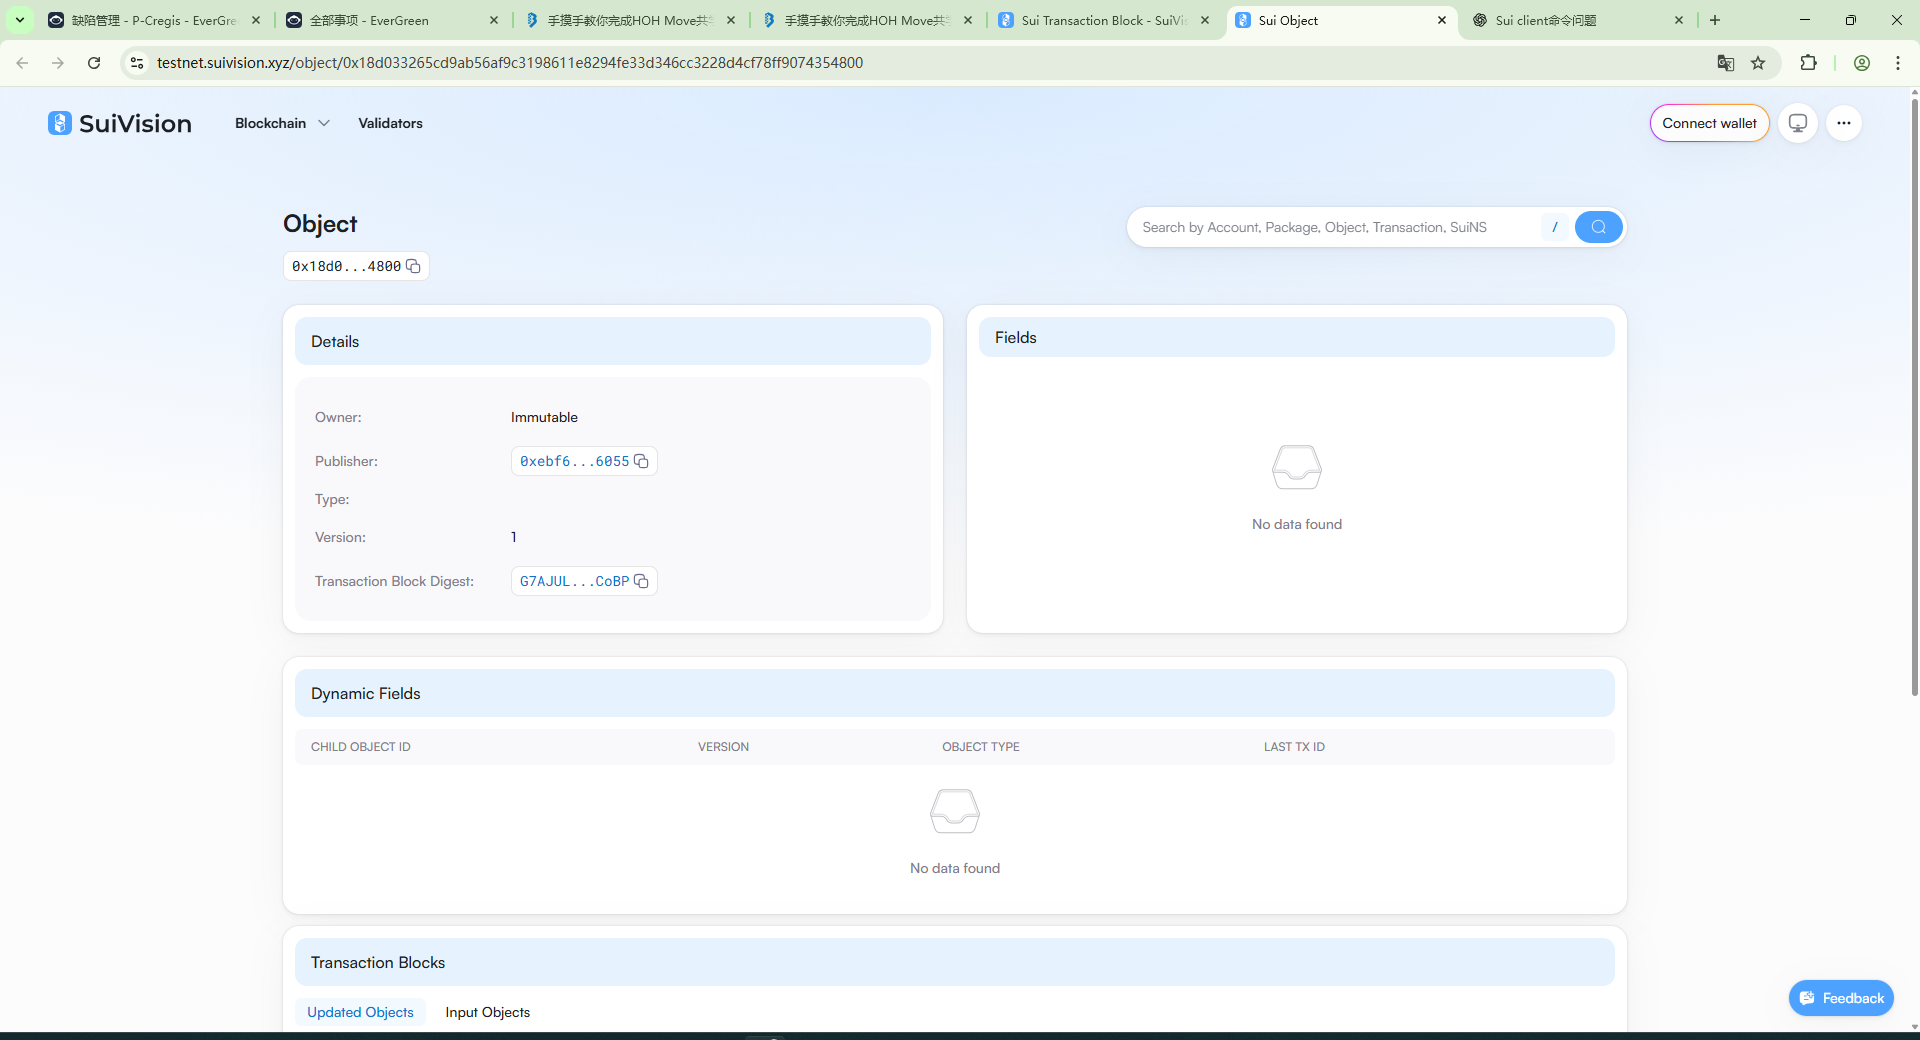 缺陷管理 - P-Cregis - EverGre
全部事项 - EverGreen
手摸手教你完成HOH Move共学
手摸手教你完成HOH Move共学
Sui Transaction Block - SuiVis
Sui Object
Sui client命令问题
testnet.suivision.xyz/object/0x18d033265cd9ab56af9c3198611e8294fe33d346cc3228d4cf78ff9074354800
SuiVision
Blockchain
Validators
Connect wallet
Object
Search by Account, Package, Object, Transaction, SuiNS
/
0x18d0...4800
Details
Owner: Immutable
Publisher: 0xebf6...6055
Type:
Version: 1
Transaction Block Digest: G7AJUL...CoBP
Fields
No data found
Dynamic Fields
CHILD OBJECT ID VERSION OBJECT TYPE LAST TX ID
No data found
Transaction Blocks
Updated Objects Input Objects
Feedback